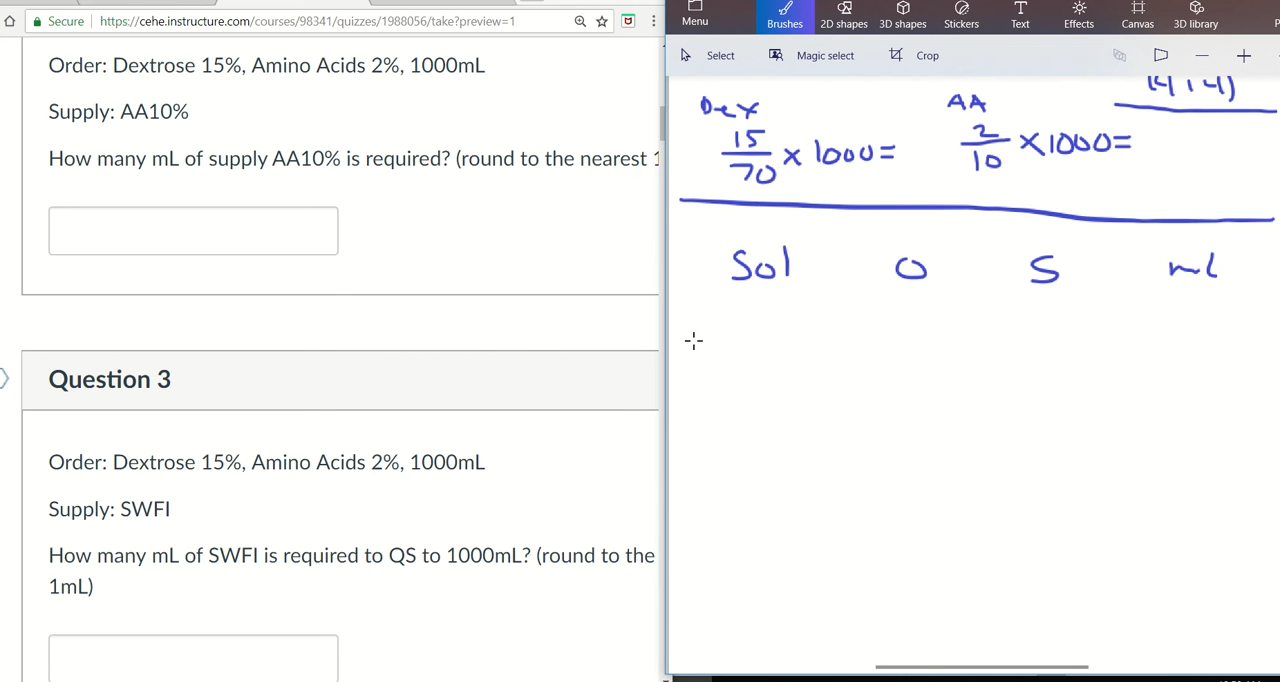 Secure
https://cehe.instructure.com/courses/98341/quizzes/1988056/take?preview=1
Order: Dextrose 15%, Amino Acids 2%, 1000mL
Supply: AA10%
How many mL of supply AA10% is required? (round to the nearest 1
Question 3
Order: Dextrose 15%, Amino Acids 2%, 1000mL
Supply: SWFI
How many mL of SWFI is required to QS to 1000mL? (round to the
1mL)
Menu
Brushes
2D shapes
3D shapes
Stickers
Text
Effects
Canvas
3D library
Select
Magic select
Crop
Dex
15/70 x 1000 =
AA
2/10 x 1000 =
Sol O S mL